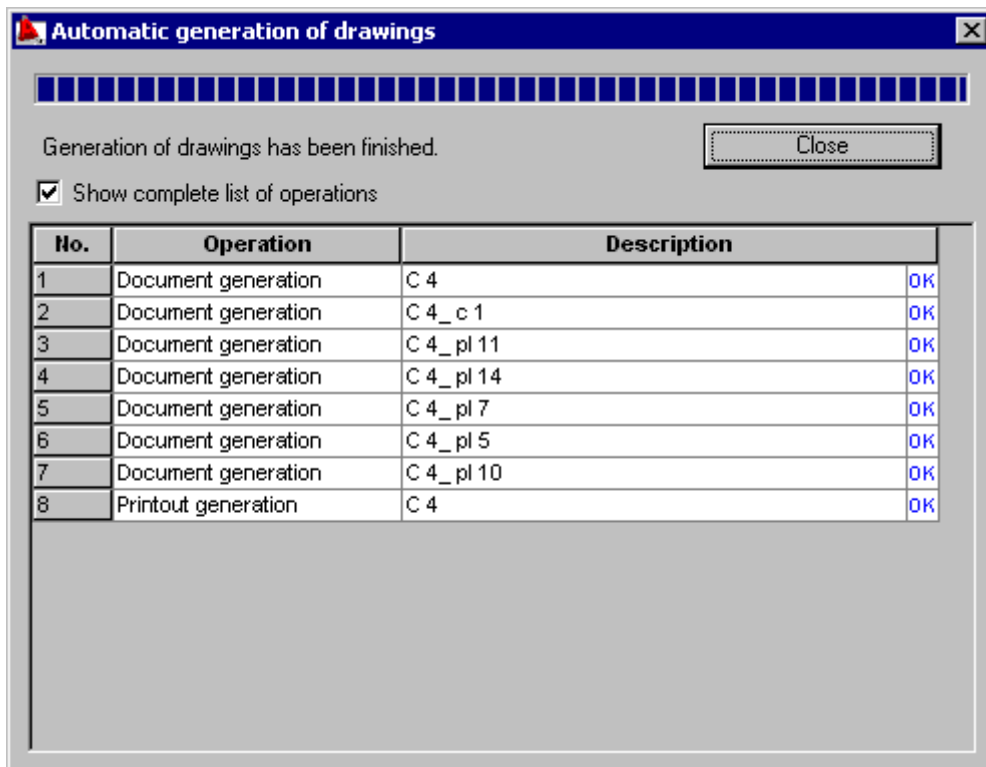 Automatic generation of drawings
Generation of drawings has been finished.
Close
Show complete list of operations
No. Operation Description
1 Document generation C 4 OK
2 Document generation C 4_ c 1 OK
3 Document generation C 4_ pl 11 OK
4 Document generation C 4_ pl 14 OK
5 Document generation C 4_ pl 7 OK
6 Document generation C 4_ pl 5 OK
7 Document generation C 4_ pl 10 OK
8 Printout generation C 4 OK